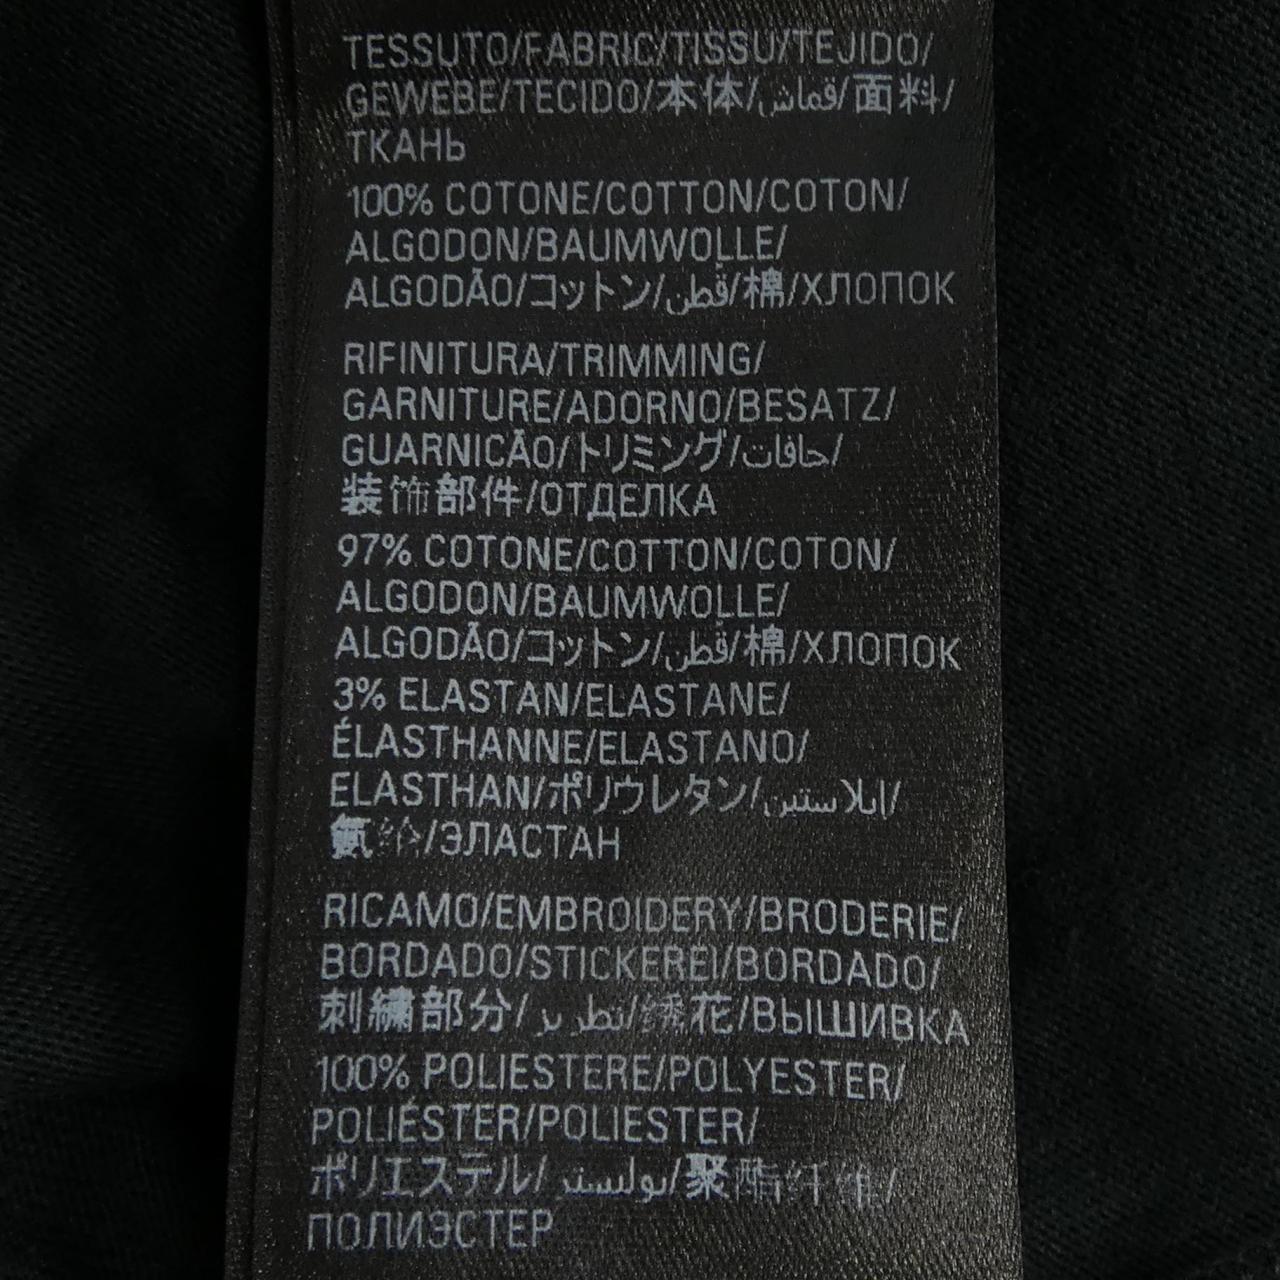 TESSUTO/FABRIC/TISSU/TEJIDO/
GEWEBE/TECIDO/本体/قماش/面料/
ТКАНЬ
100% COTONE/COTTON/COTON/
ALGODON/BAUMWOLLE/
ALGODÃO/コットン/قطن/棉/ХЛОПОК
RIFINITURA/TRIMMING/
GARNITURE/ADORNO/BESATZ/
GUARNICÃO/トリミング/حافات/
装饰部件/ОТДЕЛКА
97% COTONE/COTTON/COTON/
ALGODON/BAUMWOLLE/
ALGODÃO/コットン/قطن/棉/ХЛОПОК
3% ELASTAN/ELASTANE/
ÉLASTHANNE/ELASTANO/
ELASTHAN/ポリウレタン/ايلاستين/
氨纶/ЭЛАСТАН
RICAMO/EMBROIDERY/BRODERIE/
BORDADO/STICKEREI/BORDADO/
刺繍部分/تطريز/绣花/ВЫШИВКА
100% POLIESTERE/POLYESTER/
POLIÉSTER/POLIESTER/
ポリエステル/بوليستر/聚酯纤维/
ПОЛИЭСТЕР